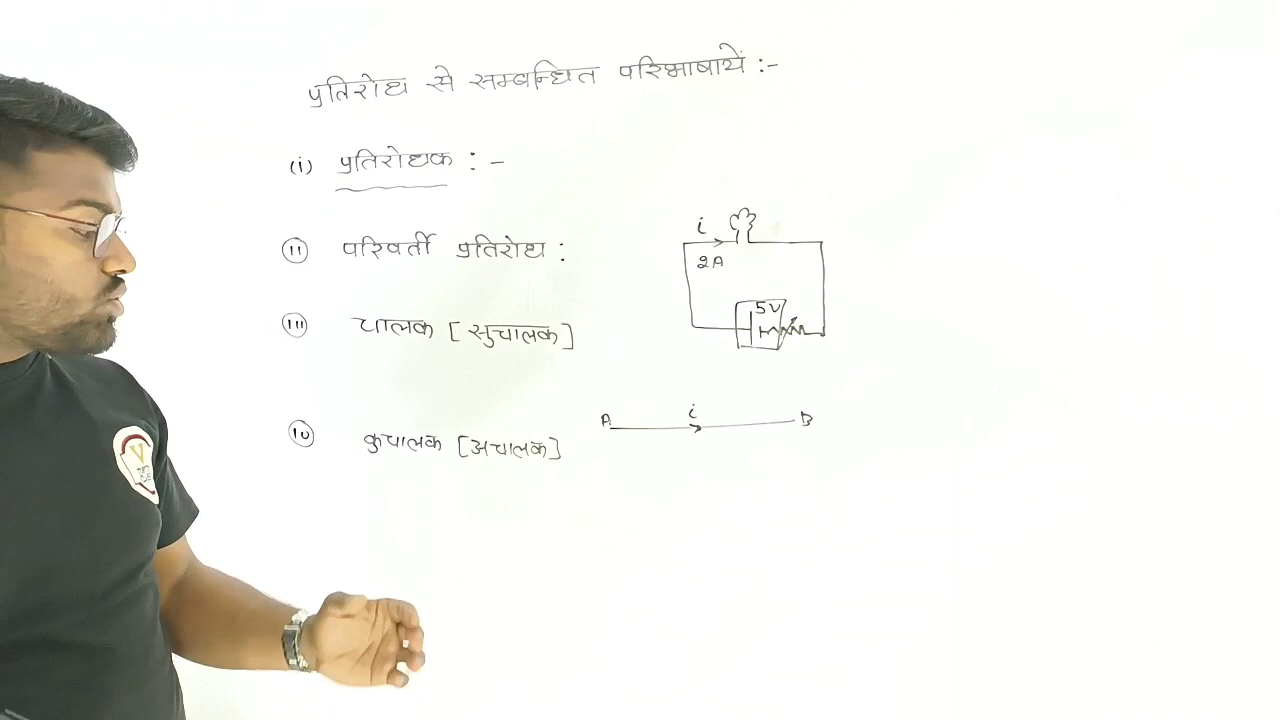 प्रतिरोध से सम्बन्धित परिभाषायें :-
(i) प्रतिरोधक : -
(ii) परिवर्ती प्रतिरोध :
i
2A
5V
(iii) चालक [सुचालक]
A i B
(iv) कुचालक [अचालक]